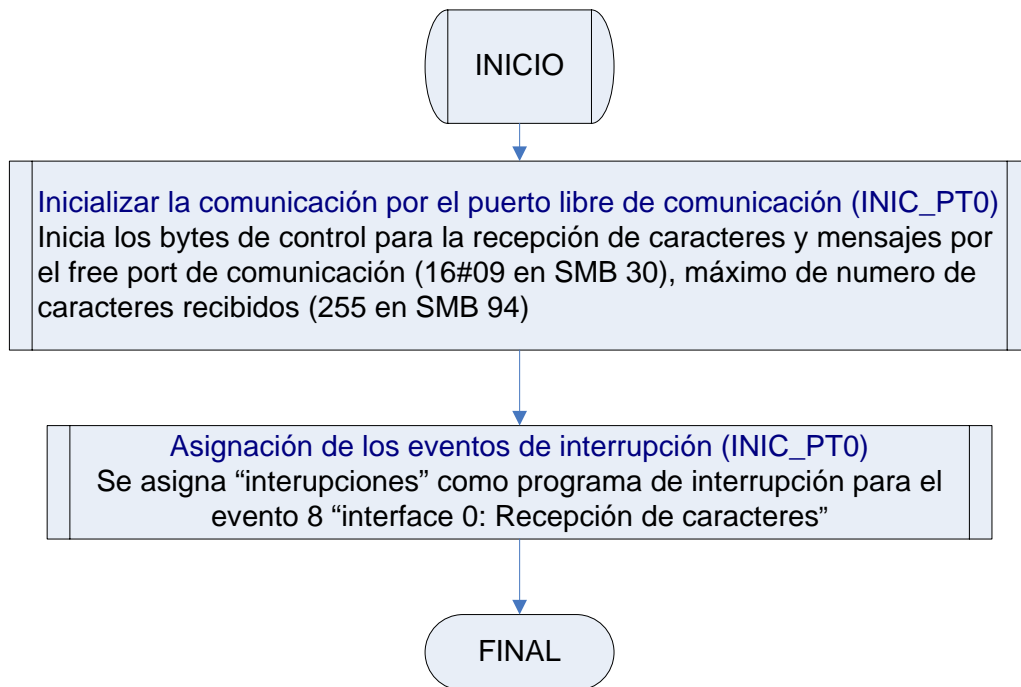 INICIO
Inicializar la comunicación por el puerto libre de comunicación (INIC_PT0)
Inicia los bytes de control para la recepción de caracteres y mensajes por
el free port de comunicación (16#09 en SMB 30), máximo de numero de
caracteres recibidos (255 en SMB 94)
Asignación de los eventos de interrupción (INIC_PT0)
Se asigna “interupciones” como programa de interrupción para el
evento 8 “interface 0: Recepción de caracteres”
FINAL